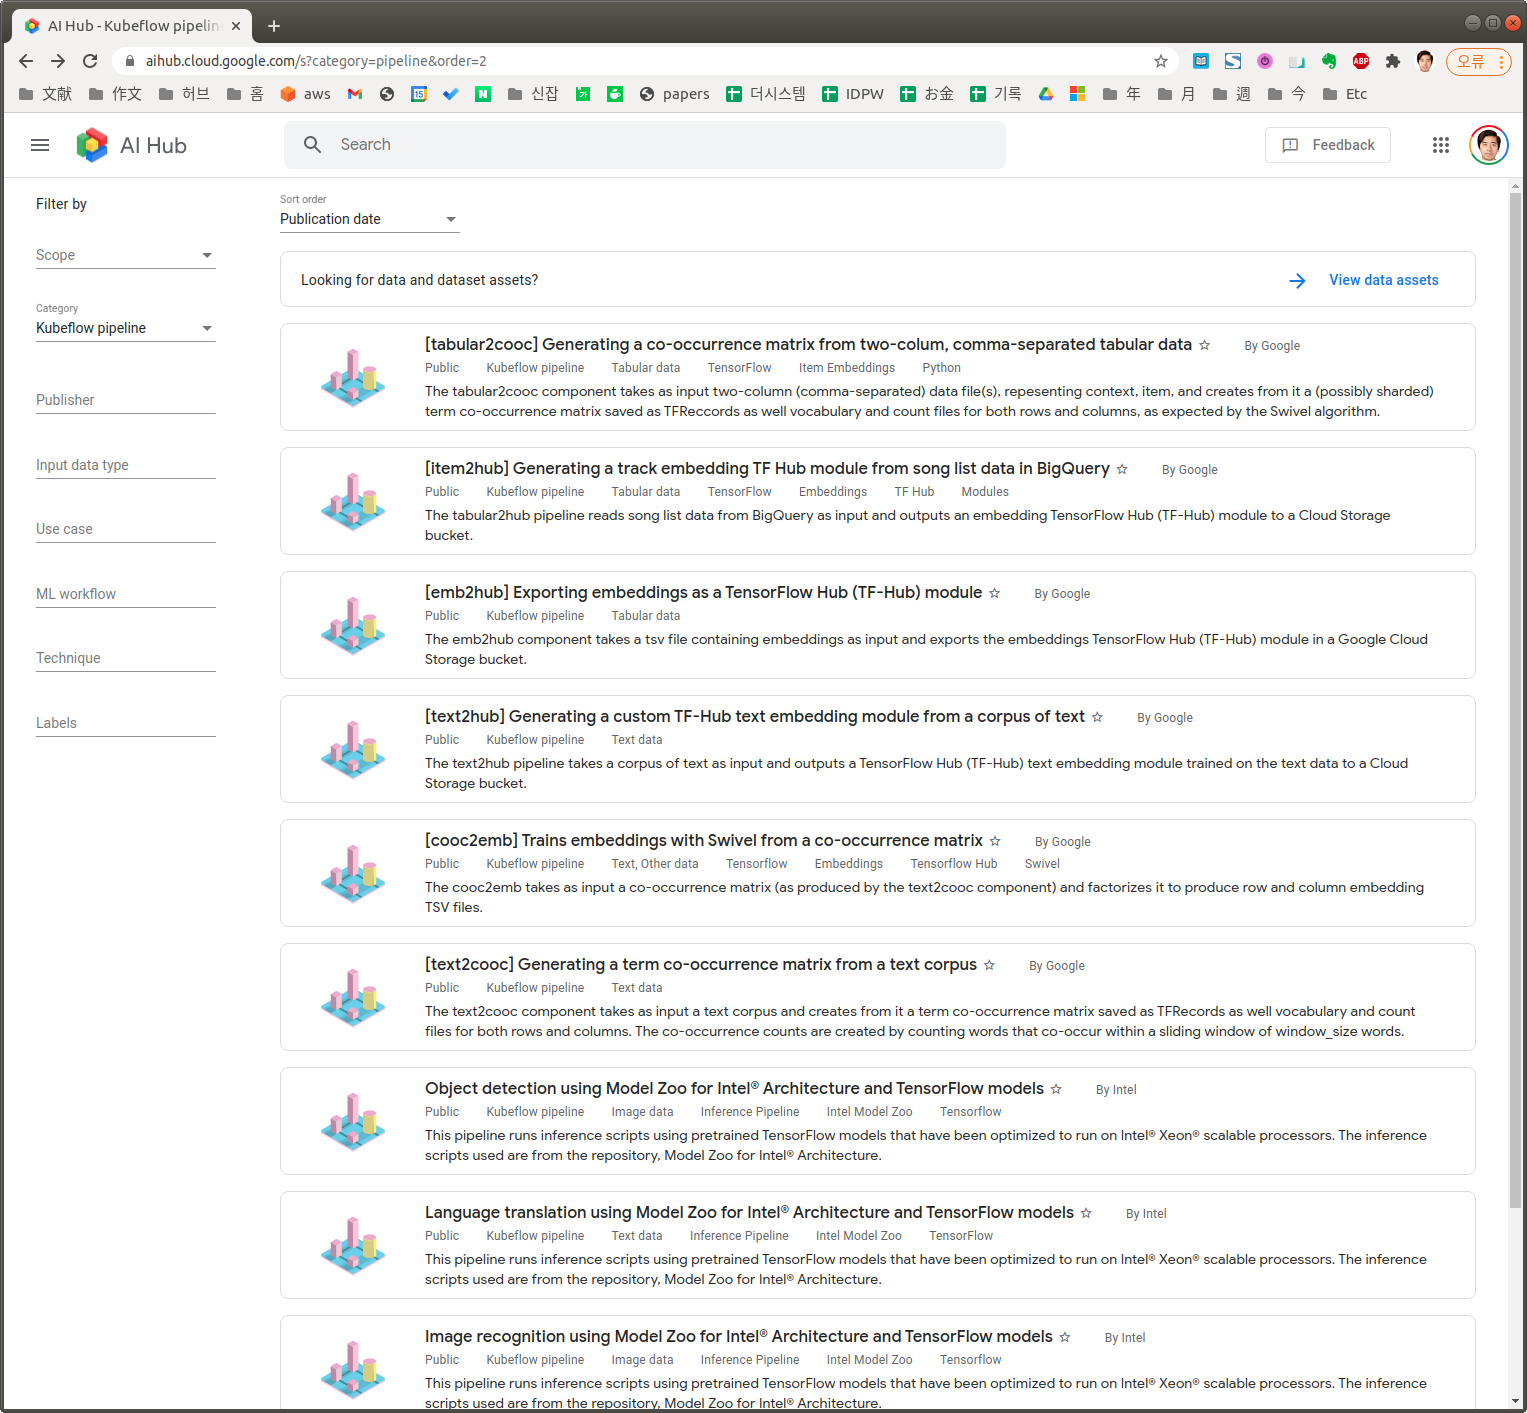 AI Hub - Kubeflow pipelin
aihub.cloud.google.com/s?category=pipeline&order=2
ABP
오류
文献 作文 허브 홈 aws 15 N 신잡 가 papers 더시스템 IDPW お金 기록 年 月 週 今 Etc
AI Hub
Search
Feedback
Filter by
Scope
Category
Kubeflow pipeline
Publisher
Input data type
Use case
ML workflow
Technique
Labels
Sort order
Publication date
Looking for data and dataset assets?
View data assets
[tabular2cooc] Generating a co-occurrence matrix from two-colum, comma-separated tabular data By Google
Public Kubeflow pipeline Tabular data TensorFlow Item Embeddings Python
The tabular2cooc component takes as input two-column (comma-separated) data file(s), repesenting context, item, and creates from it a (possibly sharded)
term co-occurrence matrix saved as TFReccords as well vocabulary and count files for both rows and columns, as expected by the Swivel algorithm.
[item2hub] Generating a track embedding TF Hub module from song list data in BigQuery By Google
Public Kubeflow pipeline Tabular data TensorFlow Embeddings TF Hub Modules
The tabular2hub pipeline reads song list data from BigQuery as input and outputs an embedding TensorFlow Hub (TF-Hub) module to a Cloud Storage
bucket.
[emb2hub] Exporting embeddings as a TensorFlow Hub (TF-Hub) module By Google
Public Kubeflow pipeline Tabular data
The emb2hub component takes a tsv file containing embeddings as input and exports the embeddings TensorFlow Hub (TF-Hub) module in a Google Cloud
Storage bucket.
[text2hub] Generating a custom TF-Hub text embedding module from a corpus of text By Google
Public Kubeflow pipeline Text data
The text2hub pipeline takes a corpus of text as input and outputs a TensorFlow Hub (TF-Hub) text embedding module trained on the text data to a Cloud
Storage bucket.
[cooc2emb] Trains embeddings with Swivel from a co-occurrence matrix By Google
Public Kubeflow pipeline Text, Other data Tensorflow Embeddings Tensorflow Hub Swivel
The cooc2emb takes as input a co-occurrence matrix (as produced by the text2cooc component) and factorizes it to produce row and column embedding
TSV files.
[text2cooc] Generating a term co-occurrence matrix from a text corpus By Google
Public Kubeflow pipeline Text data
The text2cooc component takes as input a text corpus and creates from it a term co-occurrence matrix saved as TFRecords as well vocabulary and count
files for both rows and columns. The co-occurrence counts are created by counting words that co-occur within a sliding window of window_size words.
Object detection using Model Zoo for Intel® Architecture and TensorFlow models By Intel
Public Kubeflow pipeline Image data Inference Pipeline Intel Model Zoo Tensorflow
This pipeline runs inference scripts using pretrained TensorFlow models that have been optimized to run on Intel® Xeon® scalable processors. The inference
scripts used are from the repository, Model Zoo for Intel® Architecture.
Language translation using Model Zoo for Intel® Architecture and TensorFlow models By Intel
Public Kubeflow pipeline Text data Inference Pipeline Intel Model Zoo TensorFlow
This pipeline runs inference scripts using pretrained TensorFlow models that have been optimized to run on Intel® Xeon® scalable processors. The inference
scripts used are from the repository, Model Zoo for Intel® Architecture.
Image recognition using Model Zoo for Intel® Architecture and TensorFlow models By Intel
Public Kubeflow pipeline Image data Inference Pipeline Intel Model Zoo Tensorflow
This pipeline runs inference scripts using pretrained TensorFlow models that have been optimized to run on Intel® Xeon® scalable processors. The inference
scripts used are from the repository, Model Zoo for Intel® Architecture.